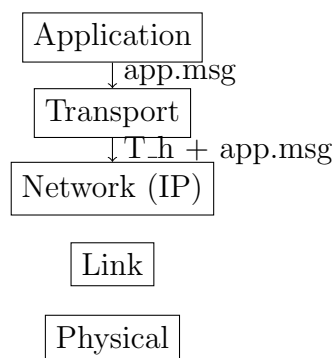 Application
app.msg
Transport
T_h + app.msg
Network (IP)
Link
Physical